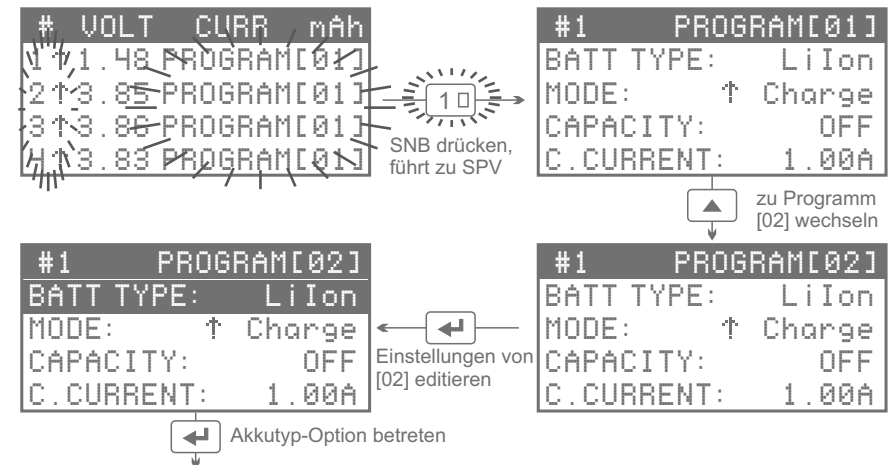 # VOLT CURR mAh
1↑1.48 PROGRAM[01]
2↑3.85 PROGRAM[01]
3↑3.86 PROGRAM[01]
4↑3.83 PROGRAM[01]
1
SNB drücken,
führt zu SPV
#1 PROGRAM[01]
BATT TYPE: LiIon
MODE: ↑ Charge
CAPACITY: OFF
C.CURRENT: 1.00A
zu Programm
[02] wechseln
#1 PROGRAM[02]
BATT TYPE: LiIon
MODE: ↑ Charge
CAPACITY: OFF
C.CURRENT: 1.00A
Einstellungen von
[02] editieren
#1 PROGRAM[02]
BATT TYPE: LiIon
MODE: ↑ Charge
CAPACITY: OFF
C.CURRENT: 1.00A
Akkutyp-Option betreten